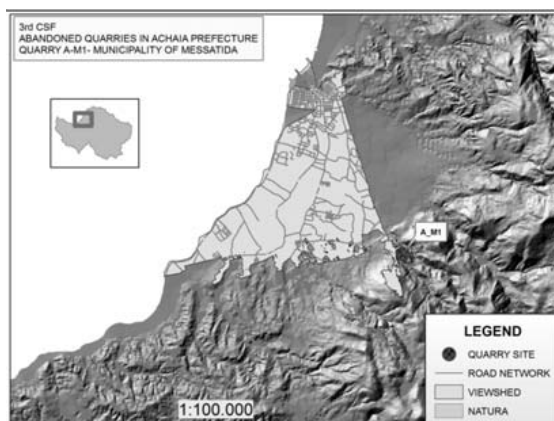 3rd CSF
ABANDONED QUARRIES IN ACHAIA PREFECTURE
QUARRY A-M1- MUNICIPALITY OF MESSATIDA
N
A_M1
LEGEND
QUARRY SITE
ROAD NETWORK
VIEWSHED
NATURA
1:100.000